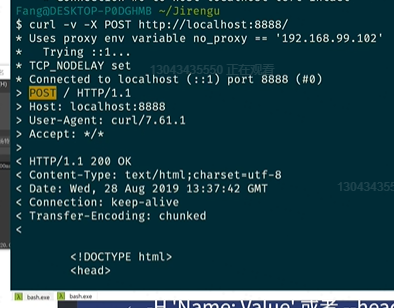 Fang@DESKTOP-P0DGHM8 ~/Jirengu
$ curl -v -X POST http://localhost:8888/
* Uses proxy env variable no_proxy == '192.168.99.102'
*   Trying ::1...
* TCP_NODELAY set
* Connected to localhost (::1) port 8888 (#0)
13043435550 正在观看
> POST / HTTP/1.1
> Host: localhost:8888
> User-Agent: curl/7.61.1
> Accept: */*
>
< HTTP/1.1 200 OK
< Content-Type: text/html;charset=utf-8
< Date: Wed, 28 Aug 2019 13:37:42 GMT
1304343555
< Connection: keep-alive
< Transfer-Encoding: chunked
<
<!DOCTYPE html>
<head>
bash.exe bash.exe
H 'Name: Value' 或者